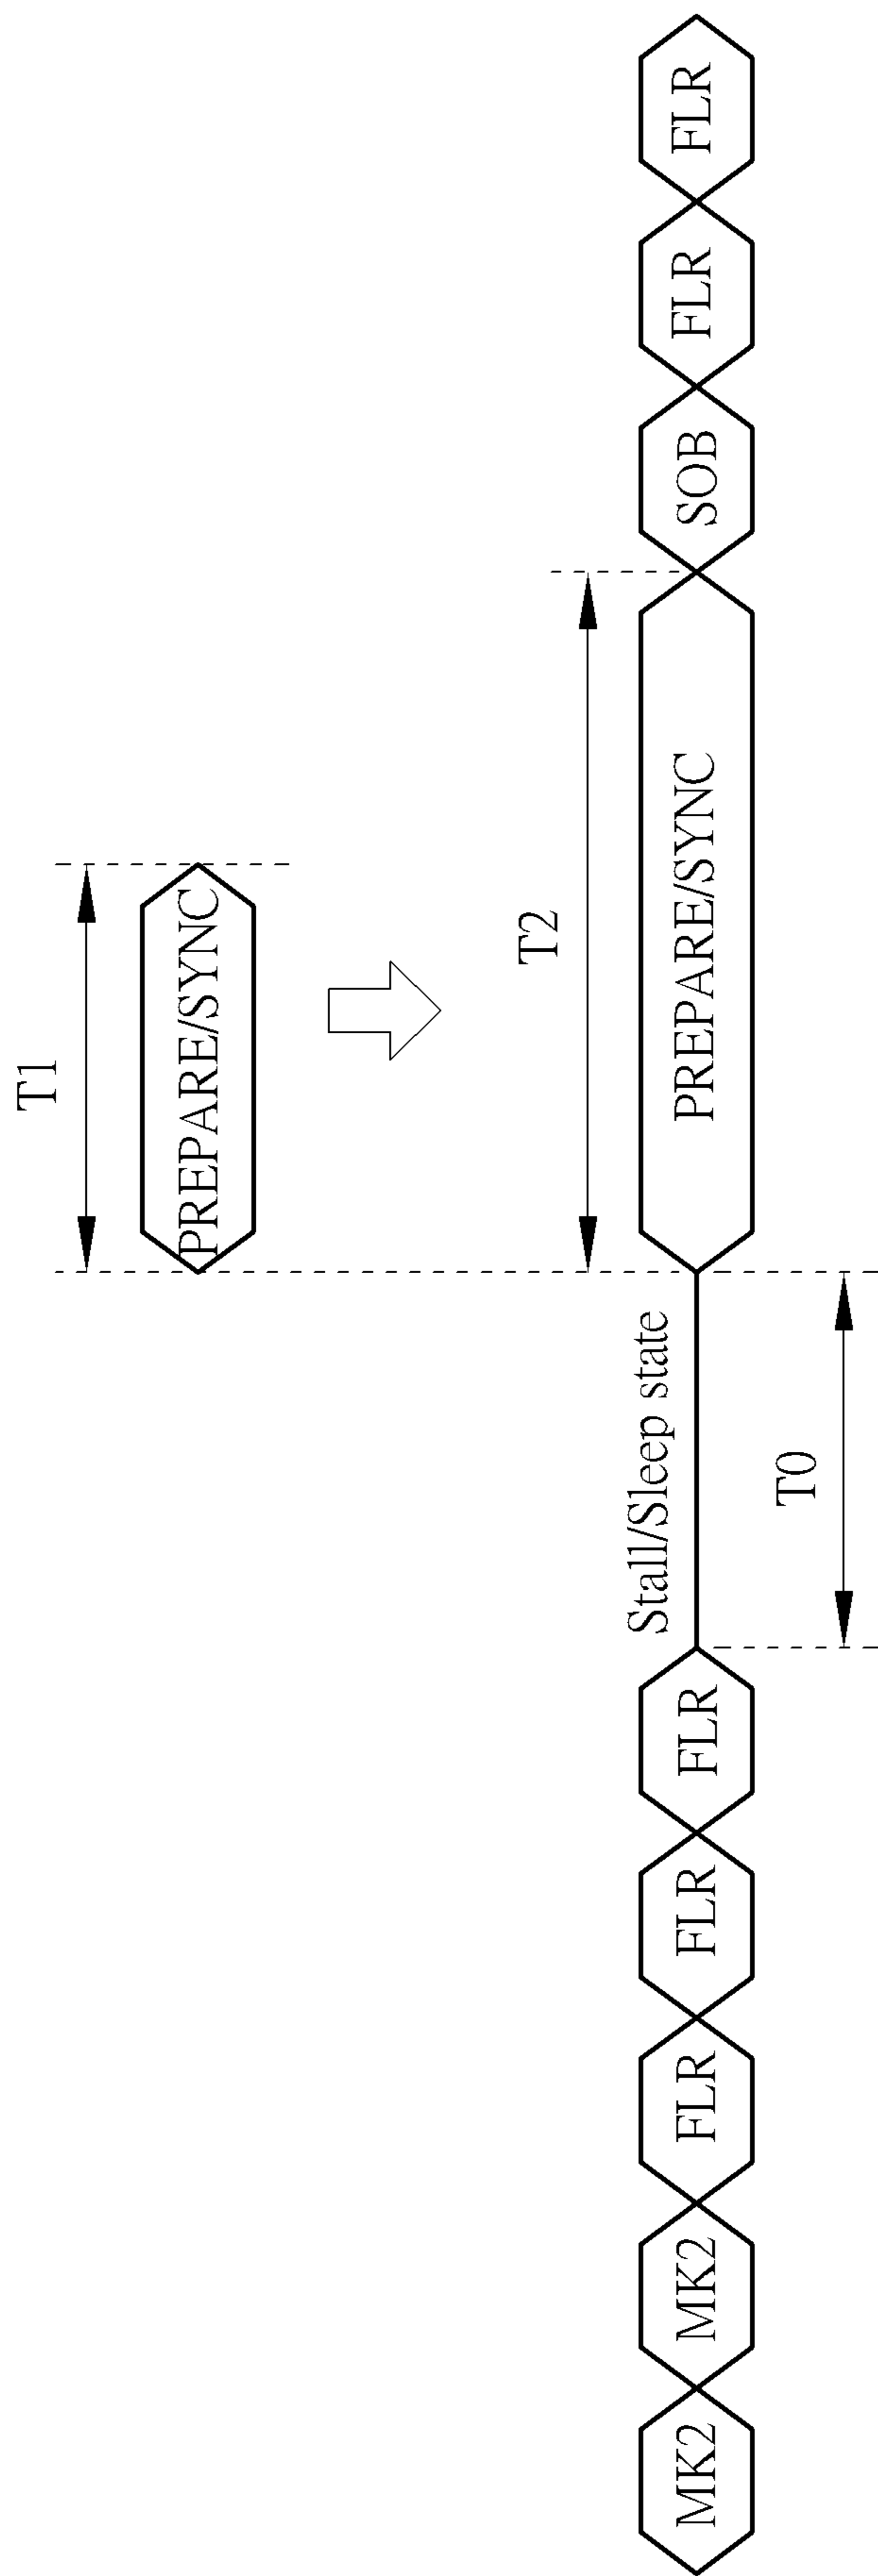 T1
PREPARE/SYNC
T2
MK2 MK2 FLR FLR FLR Stall/Sleep state PREPARE/SYNC SOB FLR FLR
T0